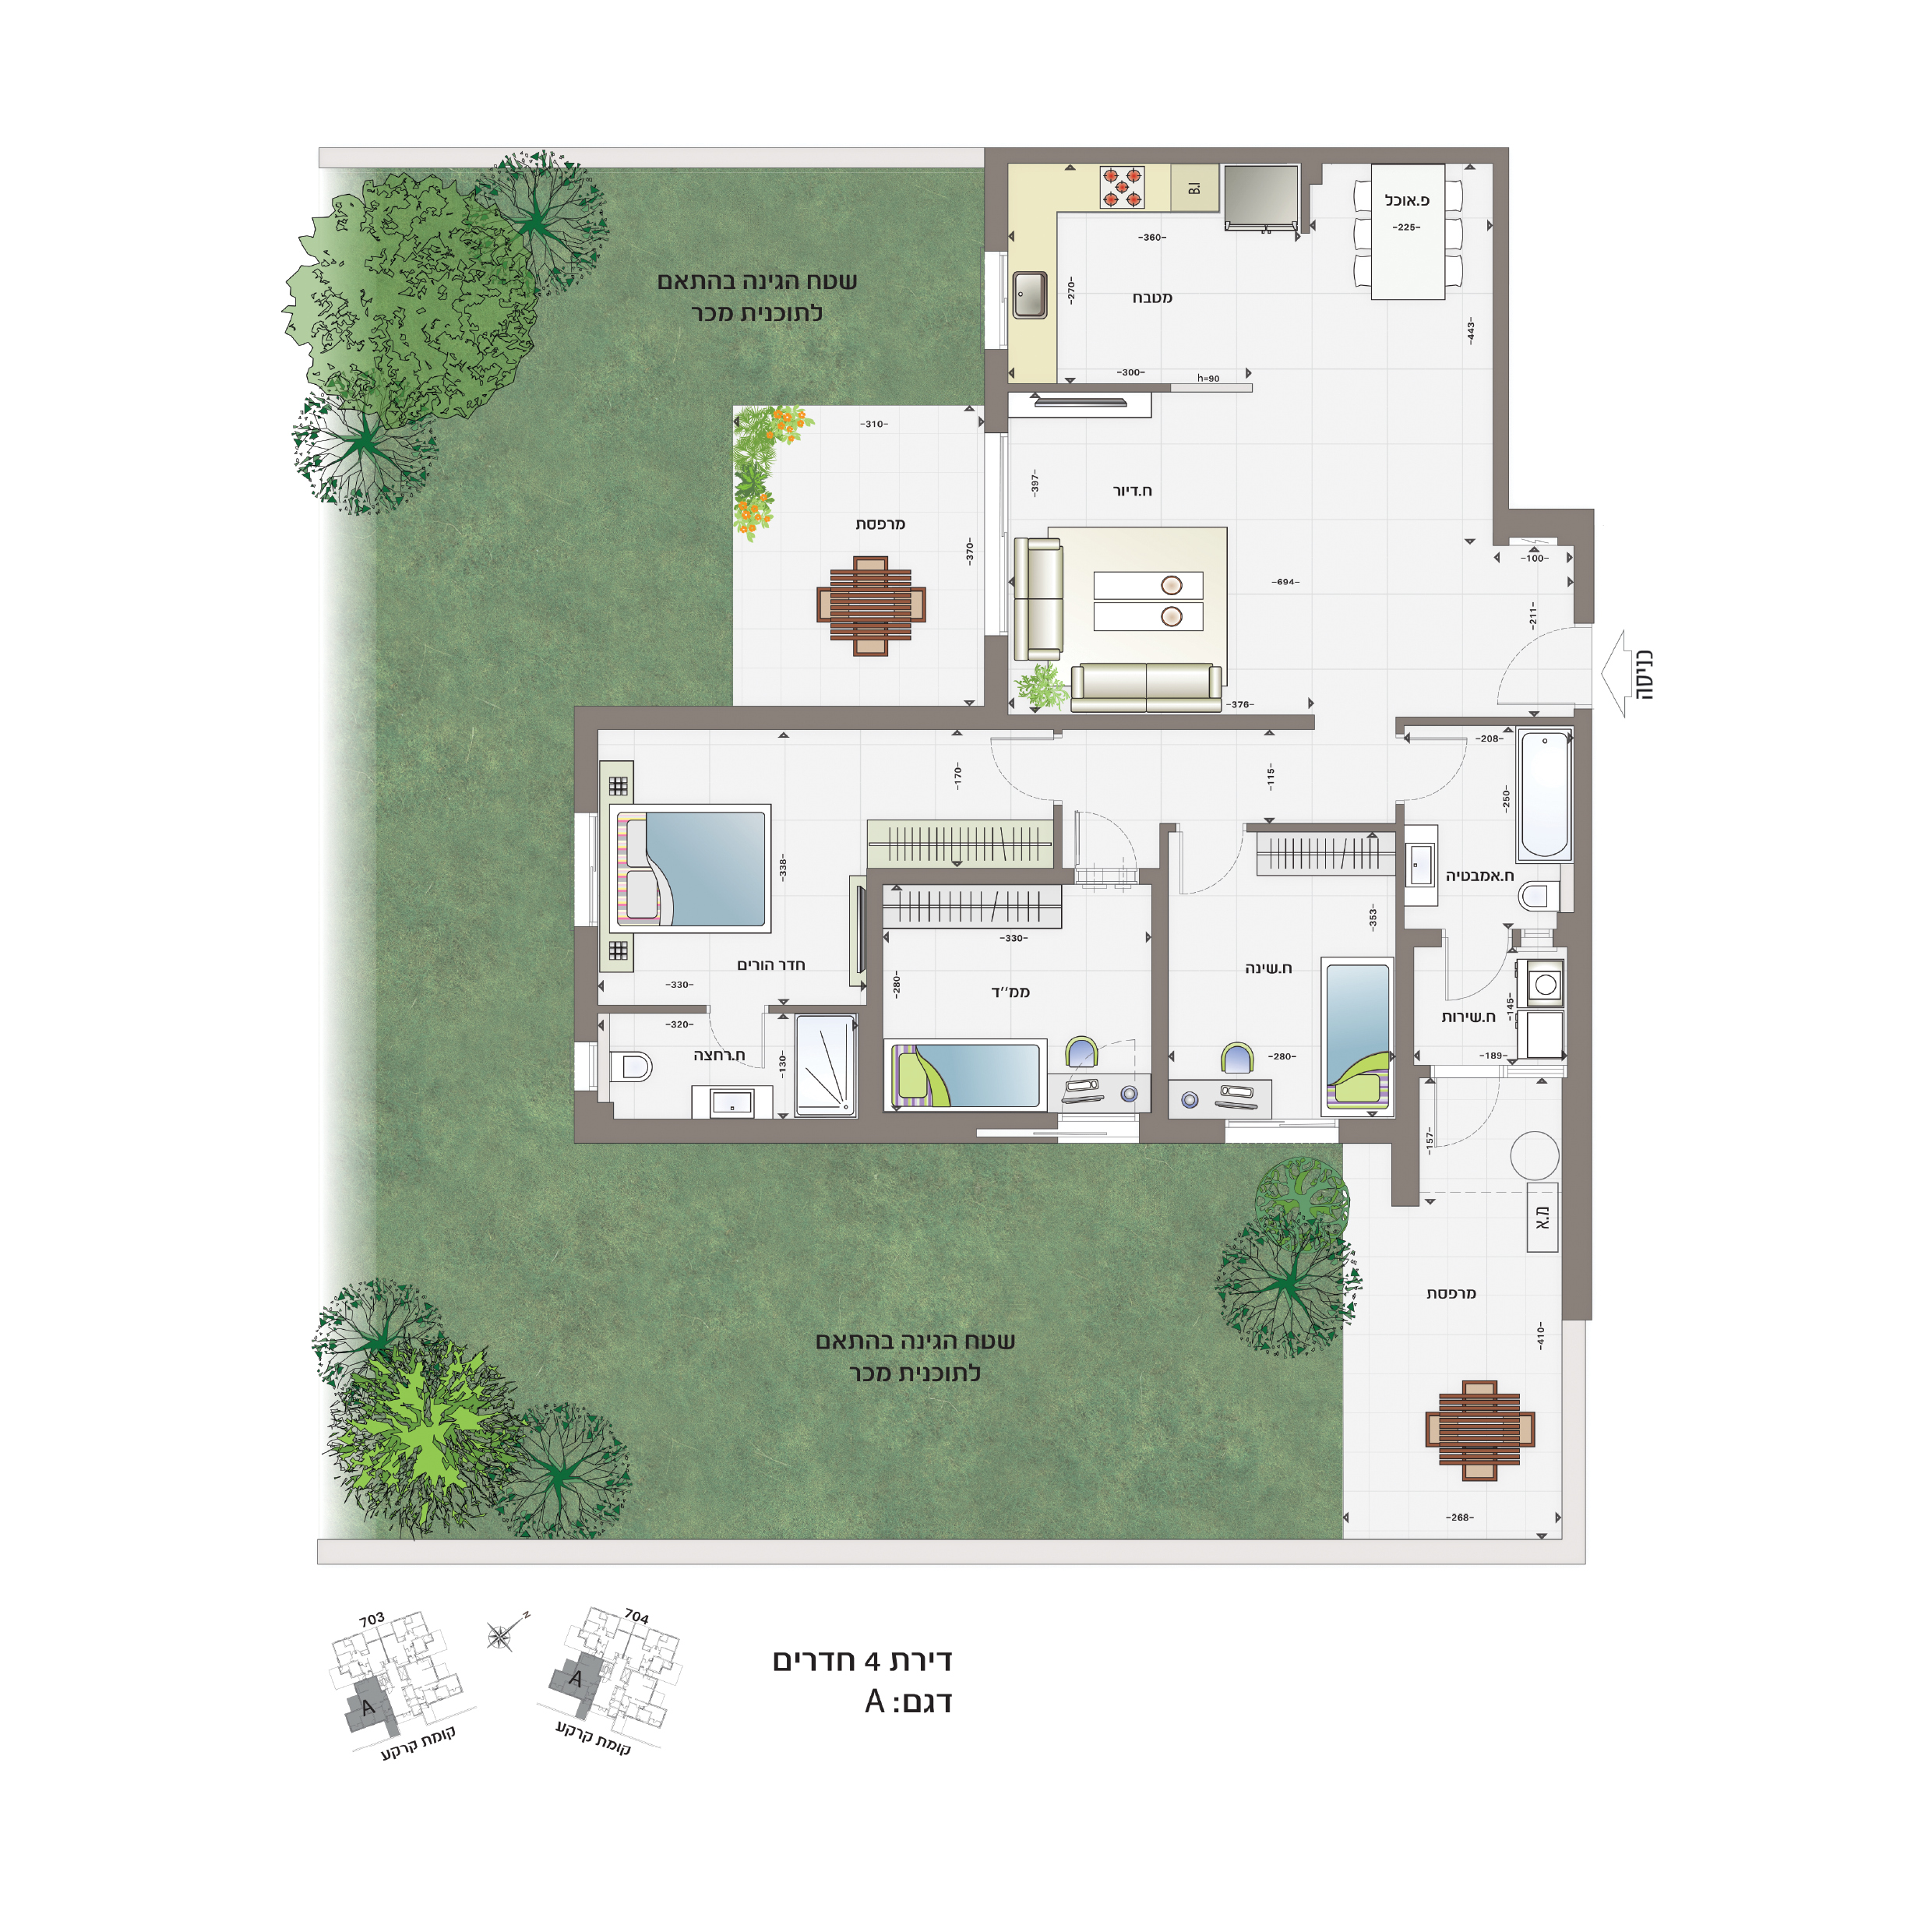 פ.אוכל
-225-
B.I
-360-
-270-
מטבח
-443-
-300-
h=90
שטח הגינה בהתאם
לתוכנית מכר
-310-
-397-
ח.דיור
מרפסת
-370-
-694-
-100-
-211-
כניסה
-376-
-208-
-170-
-115-
-250-
-338-
ח.אמבטיה
-353-
-330-
חדר הורים
ח.שינה
-280-
ממ''ד
-330-
-145-
ח.שירות
-320-
ח.רחצה
-130-
-280-
-189-
-157-
מ.א
מרפסת
-410-
שטח הגינה בהתאם
לתוכנית מכר
-268-
703
A
קומת קרקע
N
704
A
קומת קרקע
דירת 4 חדרים
דגם: A